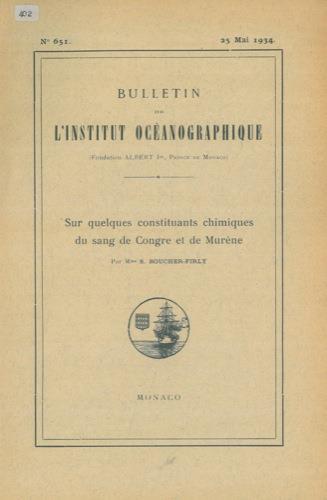 402
N° 651.
25 Mai 1934.
BULLETIN
DE
L'INSTITUT OCÉANOGRAPHIQUE
(Fondation ALBERT Ier, PRINCE DE MONACO)
Sur quelques constituants chimiques
du sang de Congre et de Murène
Par Mme S. BOUCHER-FIRLY
MONACO